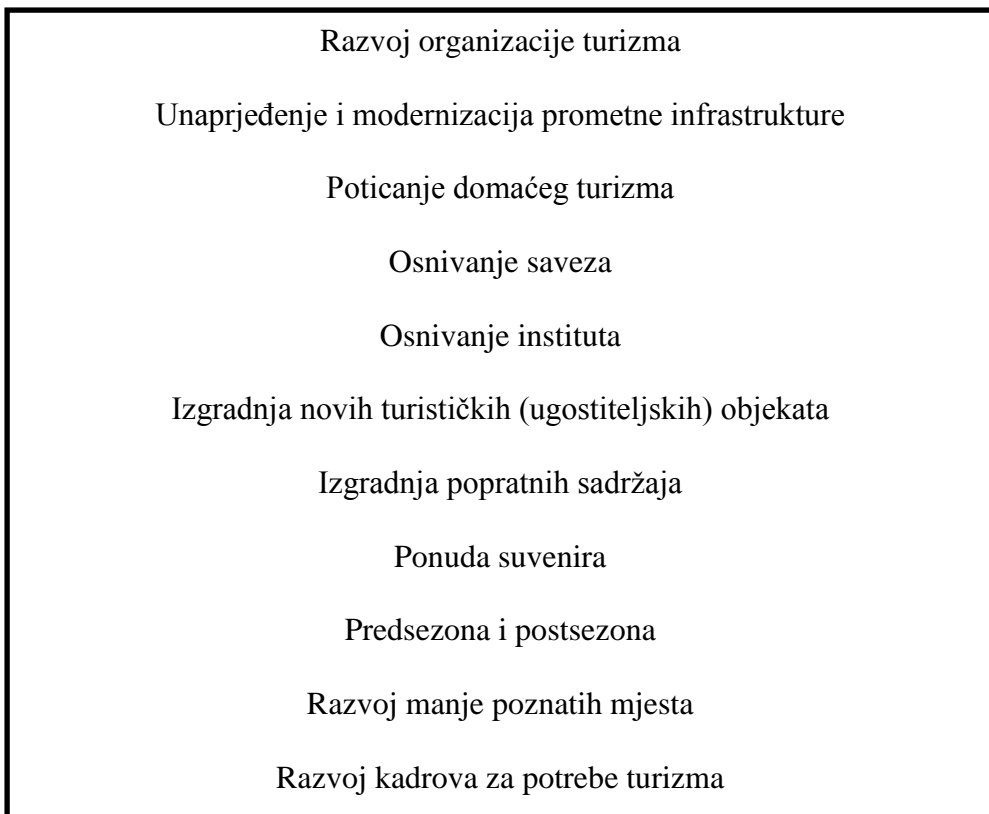 Razvoj organizacije turizma
Unaprjeđenje i modernizacija prometne infrastrukture
Poticanje domaćeg turizma
Osnivanje saveza
Osnivanje instituta
Izgradnja novih turističkih (ugostiteljskih) objekata
Izgradnja popratnih sadržaja
Ponuda suvenira
Predsezona i postsezona
Razvoj manje poznatih mjesta
Razvoj kadrova za potrebe turizma